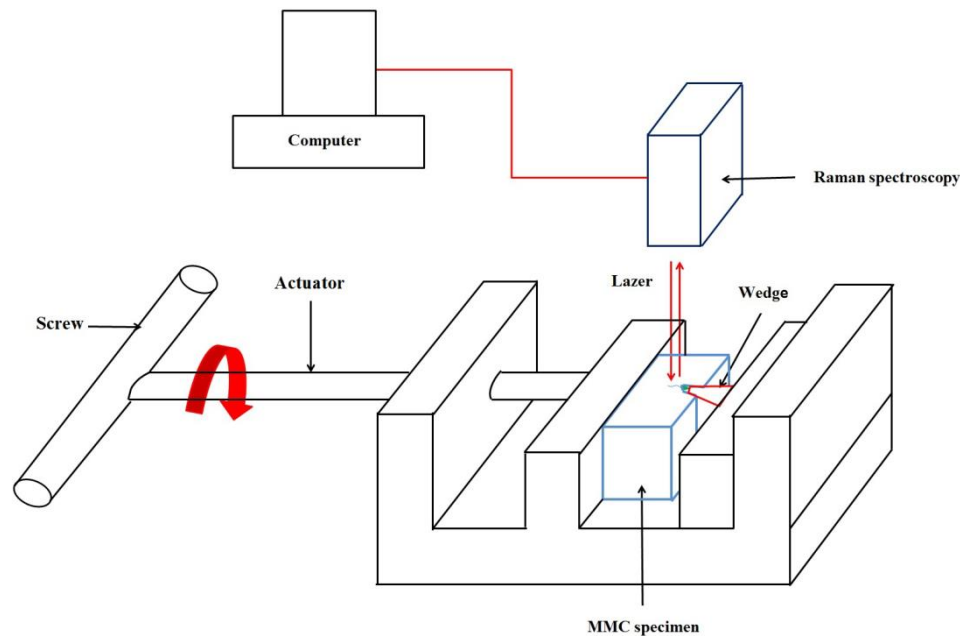 Computer
Raman spectroscopy
Lazer
Actuator
Wedge
Screw
MMC specimen